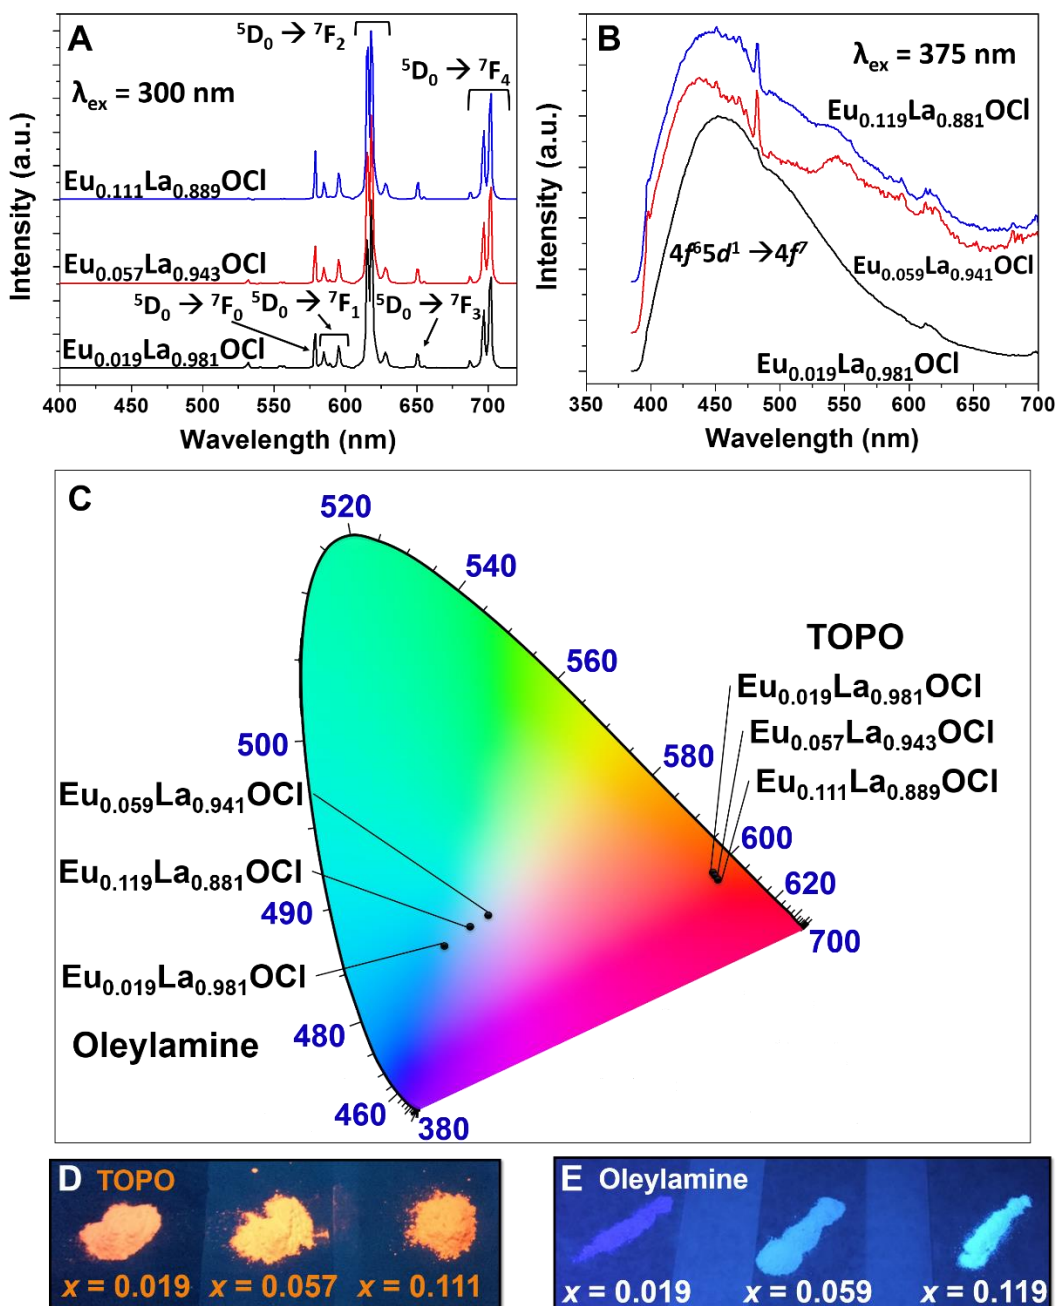 A
⁵D₀ → ⁷F₂
⁵D₀ → ⁷F₄
λₑₓ = 300 nm
Eu₀.₁₁₁La₀.₈₈₉OCl
Eu₀.₀₅₇La₀.₉₄₃OCl
⁵D₀ → ⁷F₀ ⁵D₀ → ⁷F₁ ⁵D₀ → ⁷F₃
Eu₀.₀₁₉La₀.₉₈₁OCl
Intensity (a.u.)
400 450 500 550 600 650 700
Wavelength (nm)
B
λₑₓ = 375 nm
Eu₀.₁₁₉La₀.₈₈₁OCl
4f⁶5d¹ → 4f⁷
Eu₀.₀₅₉La₀.₉₄₁OCl
Eu₀.₀₁₉La₀.₉₈₁OCl
Intensity (a.u.)
350 400 450 500 550 600 650 700
Wavelength (nm)
C
520
540
560
580
600
620
700
500
490
480
460
380
TOPO
Eu₀.₀₁₉La₀.₉₈₁OCl
Eu₀.₀₅₇La₀.₉₄₃OCl
Eu₀.₁₁₁La₀.₈₈₉OCl
Eu₀.₀₅₉La₀.₉₄₁OCl
Eu₀.₁₁₉La₀.₈₈₁OCl
Eu₀.₀₁₉La₀.₉₈₁OCl
Oleylamine
D TOPO
x = 0.019 x = 0.057 x = 0.111
E Oleylamine
x = 0.019 x = 0.059 x = 0.119